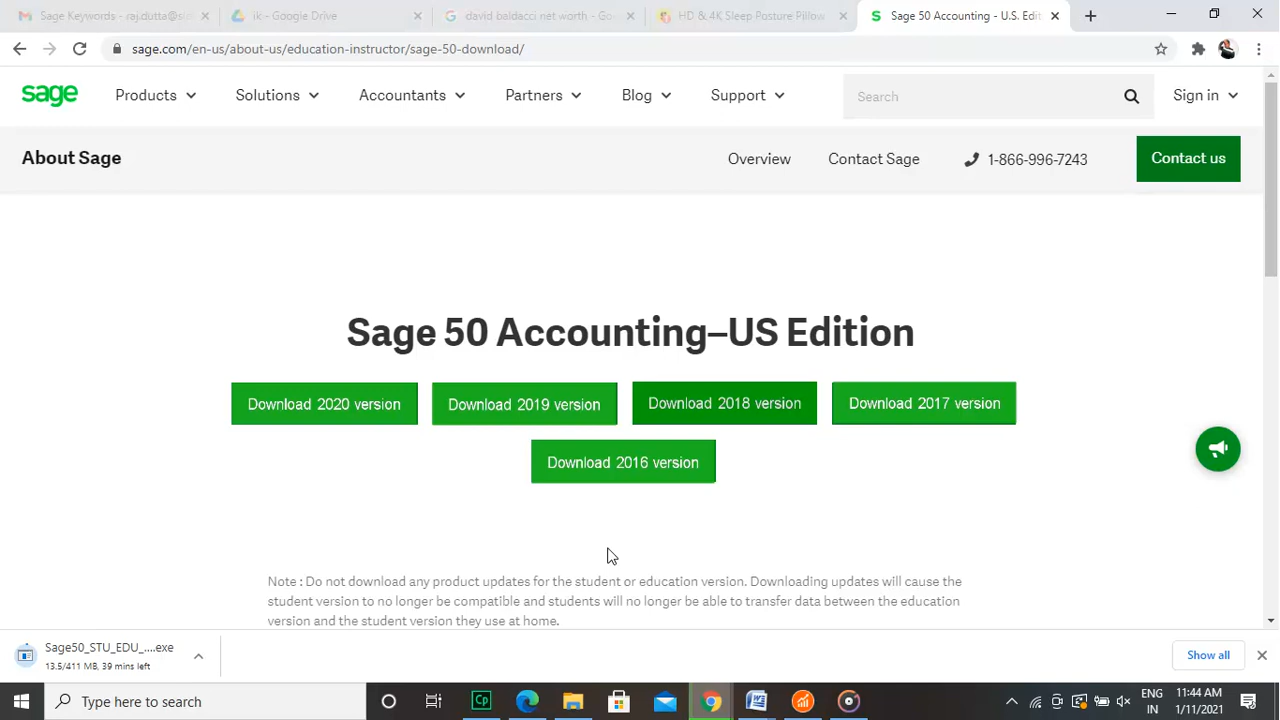 Sage Keywords - raj.dutta@si
ik - Google Drive
david baldacci net worth - Go
HD & 4K Sleep Posture Pillow
Sage 50 Accounting - U.S. Edit
sage.com/en-us/about-us/education-instructor/sage-50-download/
sage
Products
Solutions
Accountants
Partners
Blog
Support
Search
Sign in
About Sage
Overview
Contact Sage
1-866-996-7243
Contact us
Sage 50 Accounting–US Edition
Download 2020 version
Download 2019 version
Download 2018 version
Download 2017 version
Download 2016 version
Note : Do not download any product updates for the student or education version. Downloading updates will cause the
student version to no longer be compatible and students will no longer be able to transfer data between the education
version and the student version they use at home.
Sage50_STU_EDU_....exe
13.5/411 MB, 39 mins left
Show all
Type here to search
Cp
W
ENG
IN
11:44 AM
1/11/2021